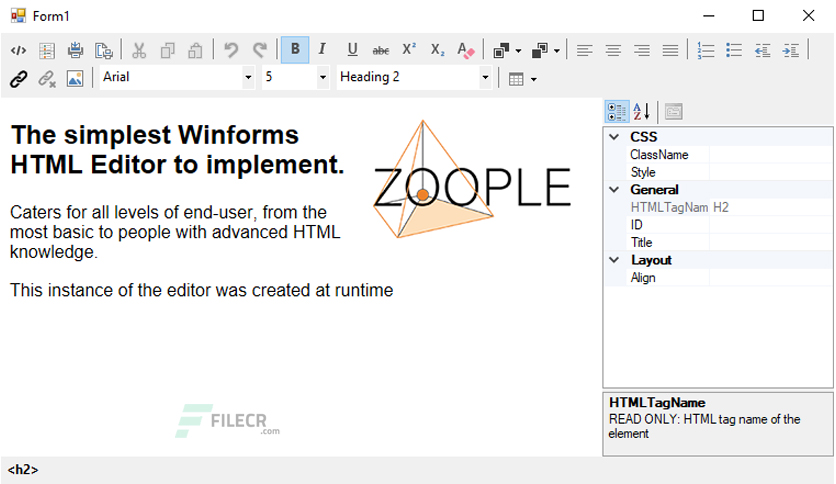 Form1
B I U abc X² X₂ A
Arial 5 Heading 2
The simplest Winforms
HTML Editor to implement.
ZOOPLE
Caters for all levels of end-user, from the
most basic to people with advanced HTML
knowledge.
This instance of the editor was created at runtime
FILECR
.com
A
Z
CSS
ClassName
Style
General
HTMLTagNam H2
ID
Title
Layout
Align
HTMLTagName
READ ONLY: HTML tag name of the
element
<h2>